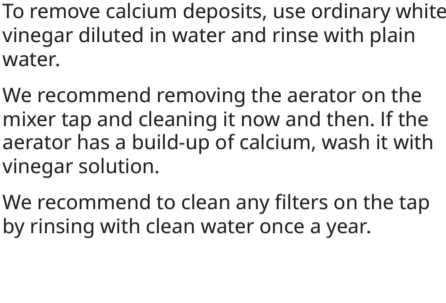 To remove calcium deposits, use ordinary white
vinegar diluted in water and rinse with plain
water.
We recommend removing the aerator on the
mixer tap and cleaning it now and then. If the
aerator has a build-up of calcium, wash it with
vinegar solution.
We recommend to clean any filters on the tap
by rinsing with clean water once a year.